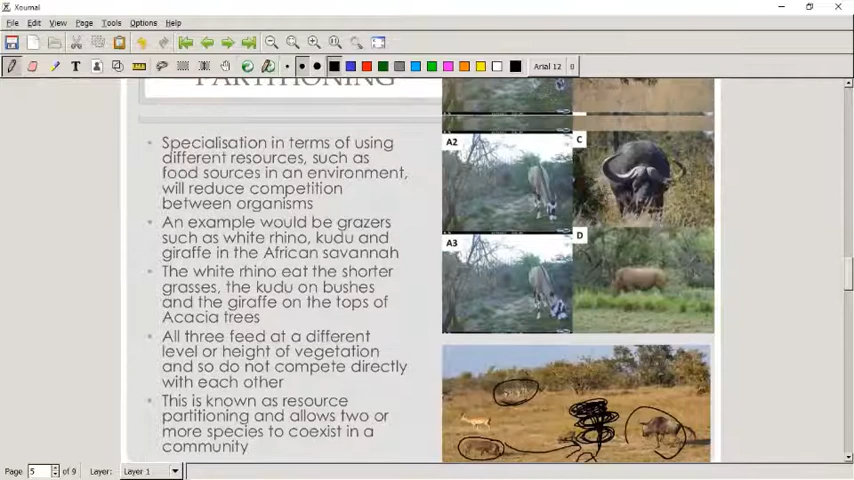 Xournal
File Edit View Page Tools Options Help
Arial 12 0
PARTITIONING
• Specialisation in terms of using
different resources, such as
food sources in an environment,
will reduce competition
between organisms
• An example would be grazers
such as white rhino, kudu and
giraffe in the African savannah
• The white rhino eat the shorter
grasses, the kudu on bushes
and the giraffe on the tops of
Acacia trees
• All three feed at a different
level or height of vegetation
and so do not compete directly
with each other
• This is known as resource
partitioning and allows two or
more species to coexist in a
community
A2
C
A3
D
Page 5 of 9 Layer: Layer 1